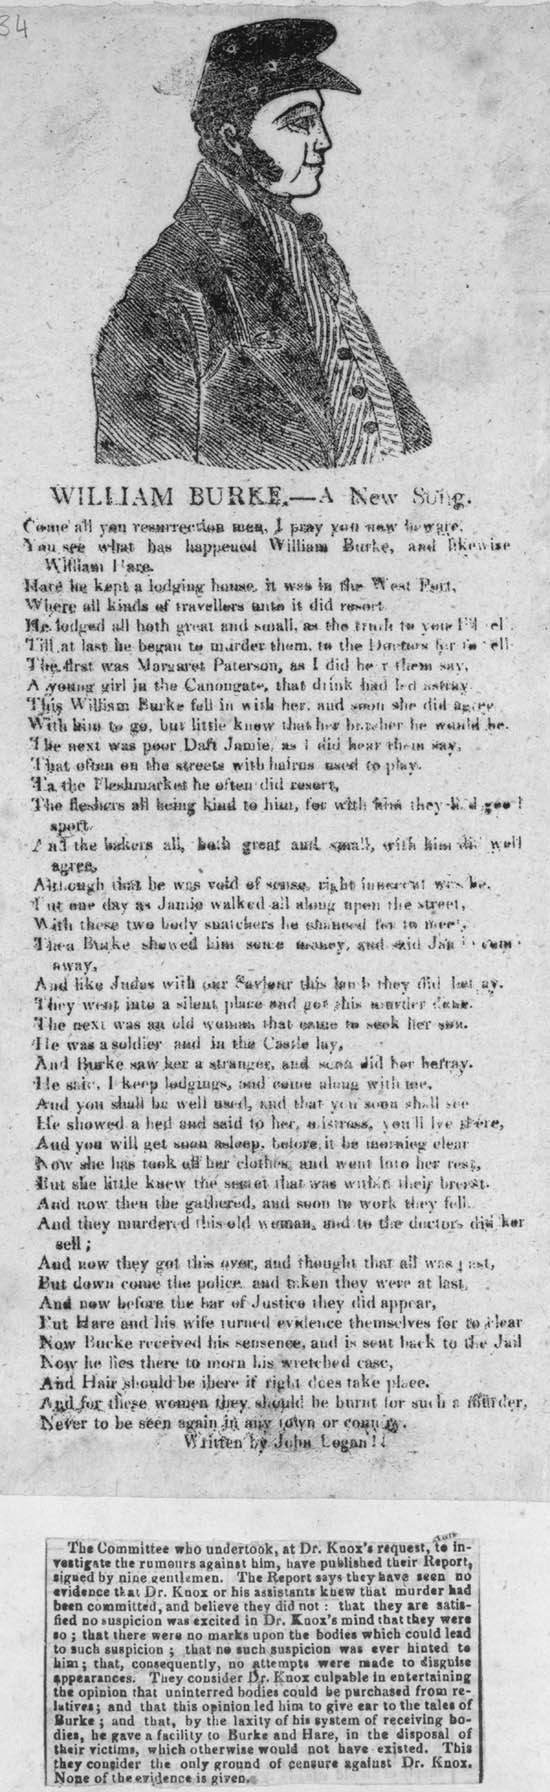 34
WILLIAM BURKE.—A New Song.
Come all you resurrection men, I pray you now beware,
You see what has happened William Burke, and likewise
William Hare.
Hare he kept a lodging house, it was in the West Port,
Where all kinds of travellers unto it did resort
He lodged all both great and small, as the truth to you I'll tell
Till at last he began to murder them, to the Doctors for to sell
The first was Margaret Paterson, as I did hear them say,
A young girl in the Canongate, that drink had led astray.
This William Burke fell in with her, and soon she did agree
With him to go, but little knew that her butcher he would be.
The next was poor Daft Jamie, as I did hear them say,
That often on the streets with bairns used to play.
To the Fleshmarket he often did resort,
The fleshers all being kind to him, for with him they had good
sport.
And the bakers all, both great and small, with him did well
agree,
Although that he was void of sense, right innocent was he.
But one day as Jamie walked all along upon the street,
With these two body snatchers he chanced for to meet,
Then Burke showed him some money, and said Jamie come
away,
And like Judas with our Saviour this lamb they did betray.
They went into a silent place and got this murder done.
The next was an old woman that came to seek her son.
He was a soldier and in the Castle lay,
And Burke saw her a stranger, and soon did her betray.
He said, I keep lodgings, and come along with me,
And you shall be well used, and that you soon shall see
He showed a bed and said to her, mistress, you'll lye there,
And you will get soon asleep, before it be morning clear
Now she has took off her clothes, and went into her rest,
But she little knew the secret that was within their breast.
And now then the gathered, and soon to work they fell.
And they murdered this old woman, and to the doctors did her
sell;
And now they got this over, and thought that all was past,
But down come the police and taken they were at last,
And now before the bar of Justice they did appear,
But Hare and his wife turned evidence themselves for to clear
Now Burke received his sensence, and is sent back to the Jail
Now he lies there to morn his wretched case,
And Hair should be there if right does take place.
And for these women they should be burnt for such a murder,
Never to be seen again in any town or country.
Written by John Logan!!
The Committee who undertook, at Dr. Knox's request, to in-
vestigate the rumours against him, have published their Report,
signed by nine gentlemen. The Report says they have seen no
evidence that Dr. Knox or his assistants knew that murder had
been committed, and believe they did not: that they are satis-
fied no suspicion was excited in Dr. Knox's mind that they were
so; that there were no marks upon the bodies which could lead
to such suspicion; that no such suspicion was ever hinted to
him; that, consequently, no attempts were made to disguise
appearances. They consider Dr. Knox culpable in entertaining
the opinion that uninterred bodies could be purchased from re-
latives; and that this opinion led him to give ear to the tales of
Burke; and that, by the laxity of his system of receiving bo-
dies, he gave a facility to Burke and Hare, in the disposal of
their victims, which otherwise would not have existed. This
they consider the only ground of censure against Dr. Knox.
None of the evidence is given.